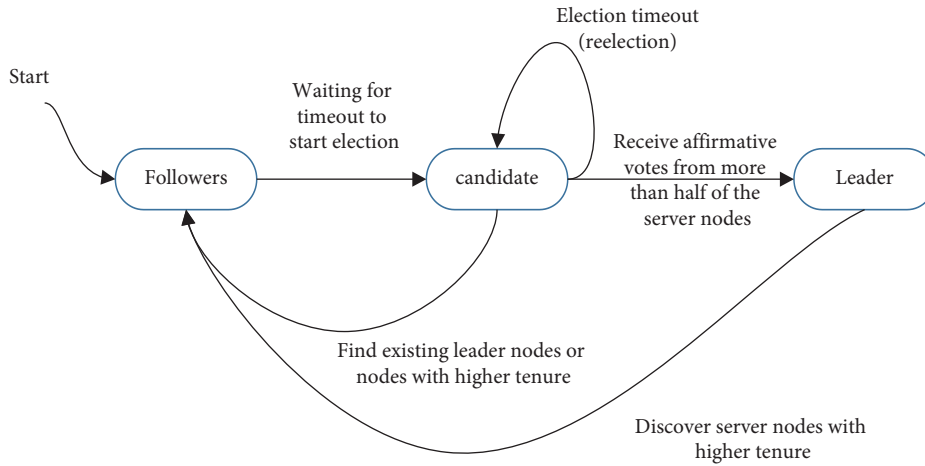 Election timeout
(reelection)
Start
Waiting for
timeout to
start election
Receive affirmative
votes from more
than half of the
server nodes
Followers
candidate
Leader
Find existing leader nodes or
nodes with higher tenure
Discover server nodes with
higher tenure